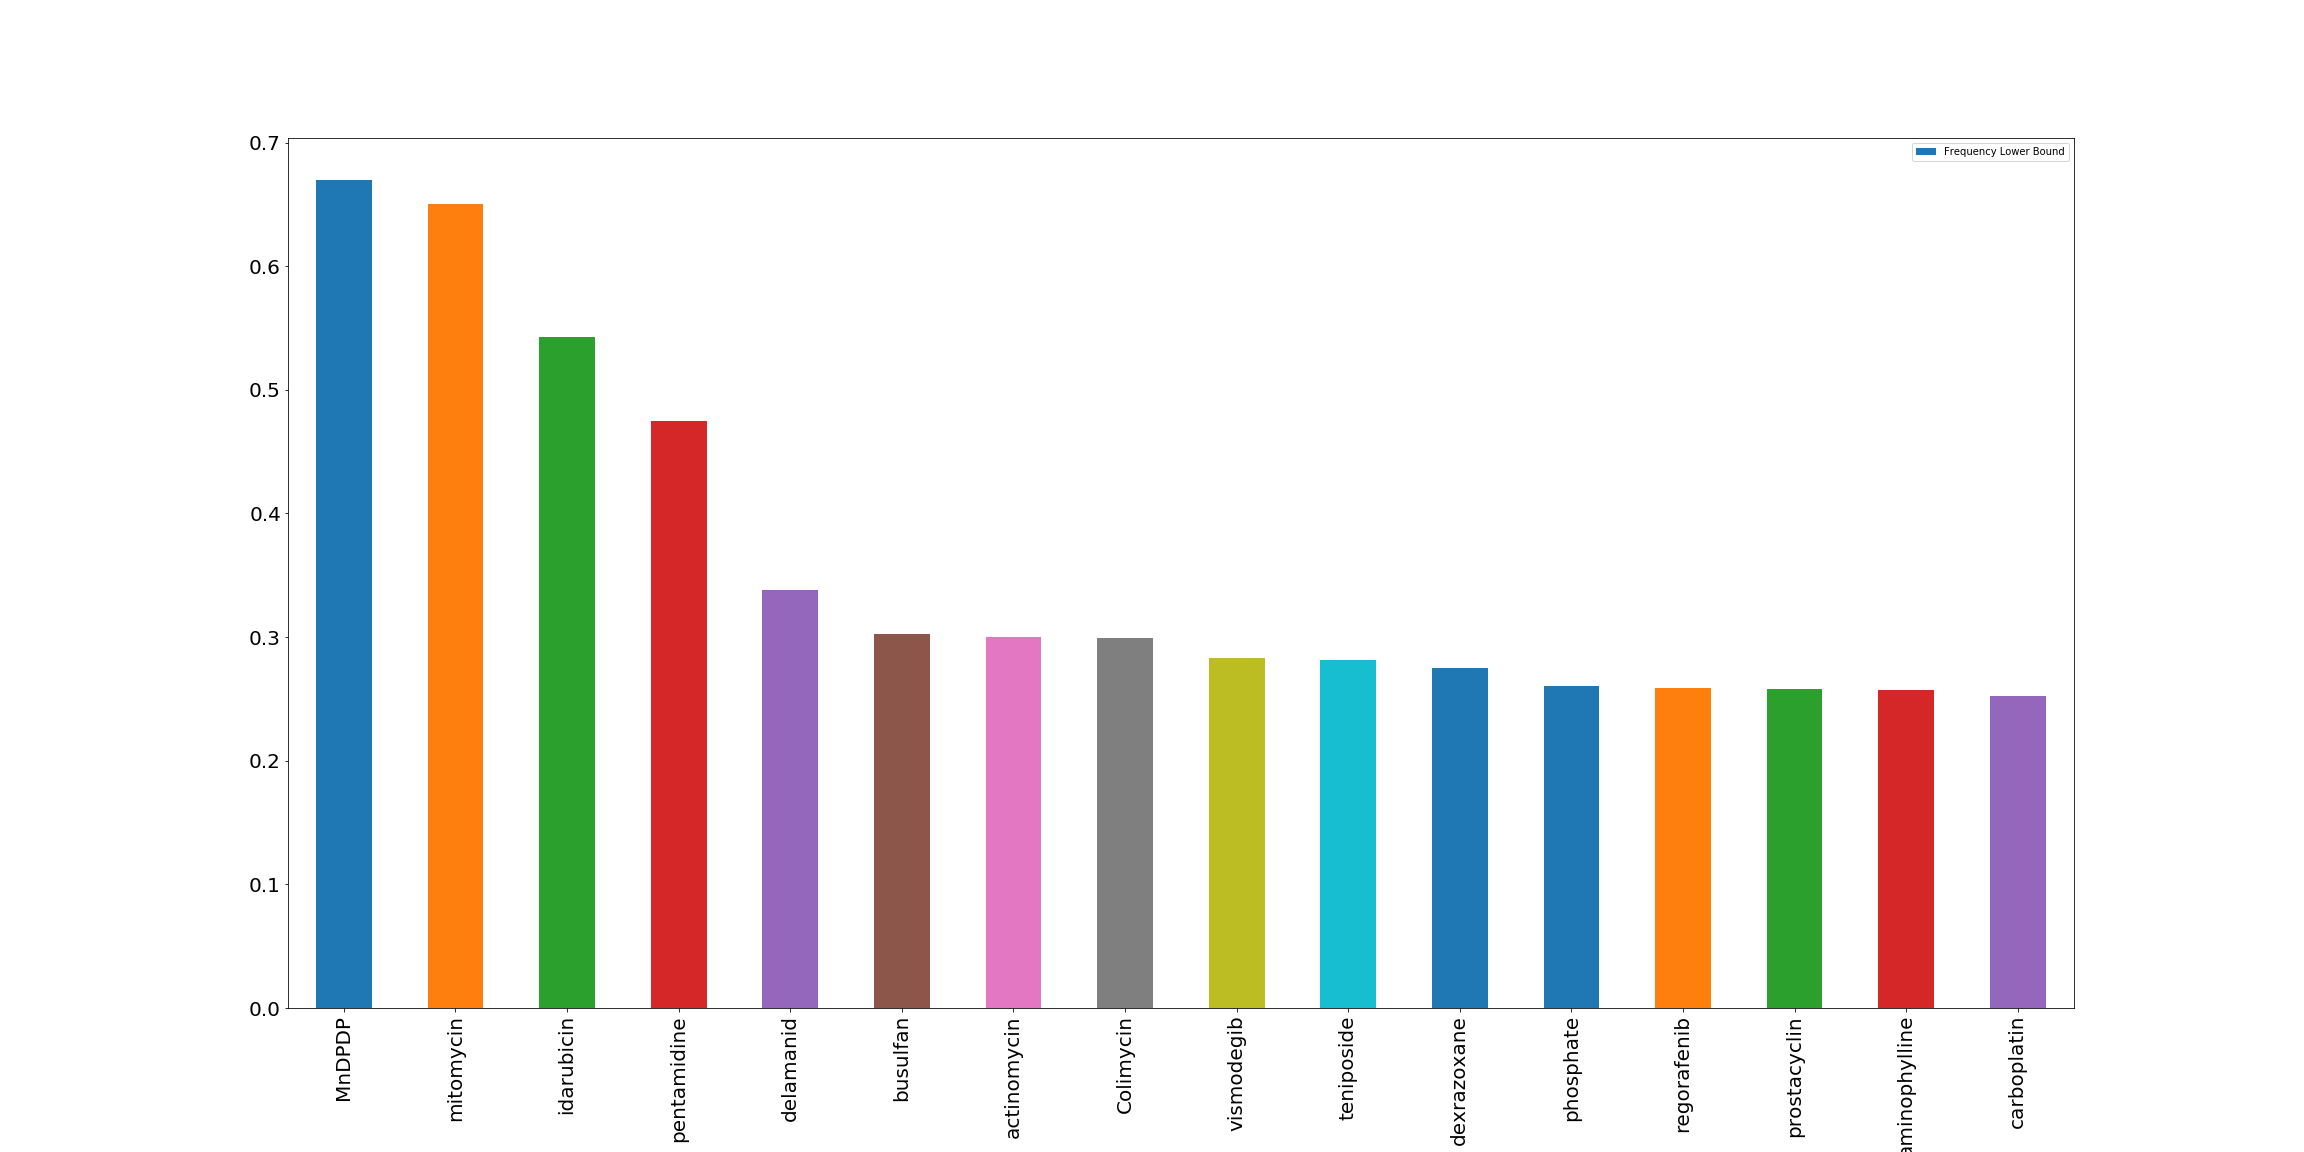 0.7
Frequency Lower Bound
0.6
0.5
0.4
0.3
0.2
0.1
0.0
MnDPDP
mitomycin
idarubicin
pentamidine
delamanid
busulfan
actinomycin
Colimycin
vismodegib
teniposide
dexrazoxane
phosphate
regorafenib
prostacyclin
aminophylline
carboplatin